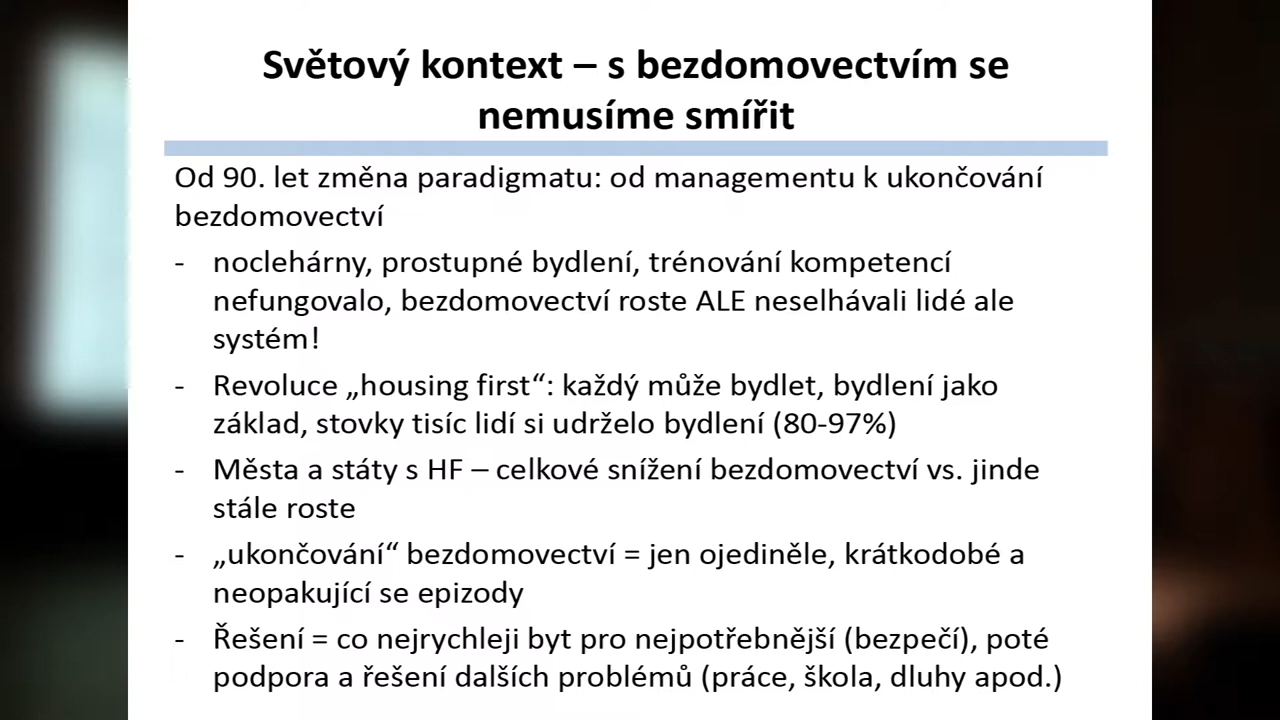 Světový kontext – s bezdomovectvím se
nemusíme smířit
Od 90. let změna paradigmatu: od managementu k ukončování
bezdomovectví
- noclehárny, prostupné bydlení, trénování kompetencí
nefungovalo, bezdomovectví roste ALE neselhávali lidé ale
systém!
- Revoluce „housing first“: každý může bydlet, bydlení jako
základ, stovky tisíc lidí si udrželo bydlení (80-97%)
- Města a státy s HF – celkové snížení bezdomovectví vs. jinde
stále roste
- „ukončování“ bezdomovectví = jen ojediněle, krátkodobé a
neopakující se epizody
- Řešení = co nejrychleji byt pro nejpotřebnější (bezpečí), poté
podpora a řešení dalších problémů (práce, škola, dluhy apod.)